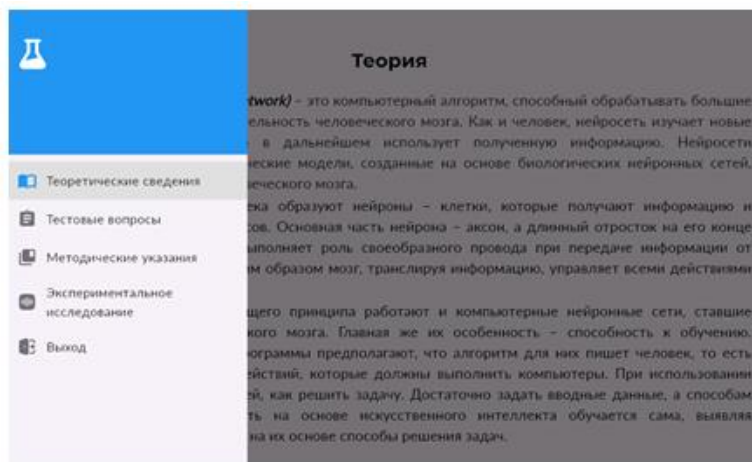 Теория
Теоретические сведения
Тестовые вопросы
Методические указания
Экспериментальное
исследование
Выход
twork) – это компьютерный алгоритм, способный обрабатывать большие
ельность человеческого мозга. Как и человек, нейросеть изучает новые
в дальнейшем использует полученную информацию. Нейросети
ческие модели, созданные на основе биологических нейронных сетей,
веческого мозга.
ека образуют нейроны – клетки, которые получают информацию и
сов. Основная часть нейрона – аксон, а длинный отросток на его конце
ыполняет роль своеобразного провода при передаче информации от
м образом мозг, транслируя информацию, управляет всеми действиями
щего принципа работают и компьютерные нейронные сети, ставшие
кого мозга. Главная же их особенность – способность к обучению.
ограммы предполагают, что алгоритм для них пишет человек, то есть
ействий, которые должны выполнить компьютеры. При использовании
ей, как решить задачу. Достаточно задать вводные данные, а способам
ть на основе искусственного интеллекта обучается сама, выявляя
на их основе способы решения задач.